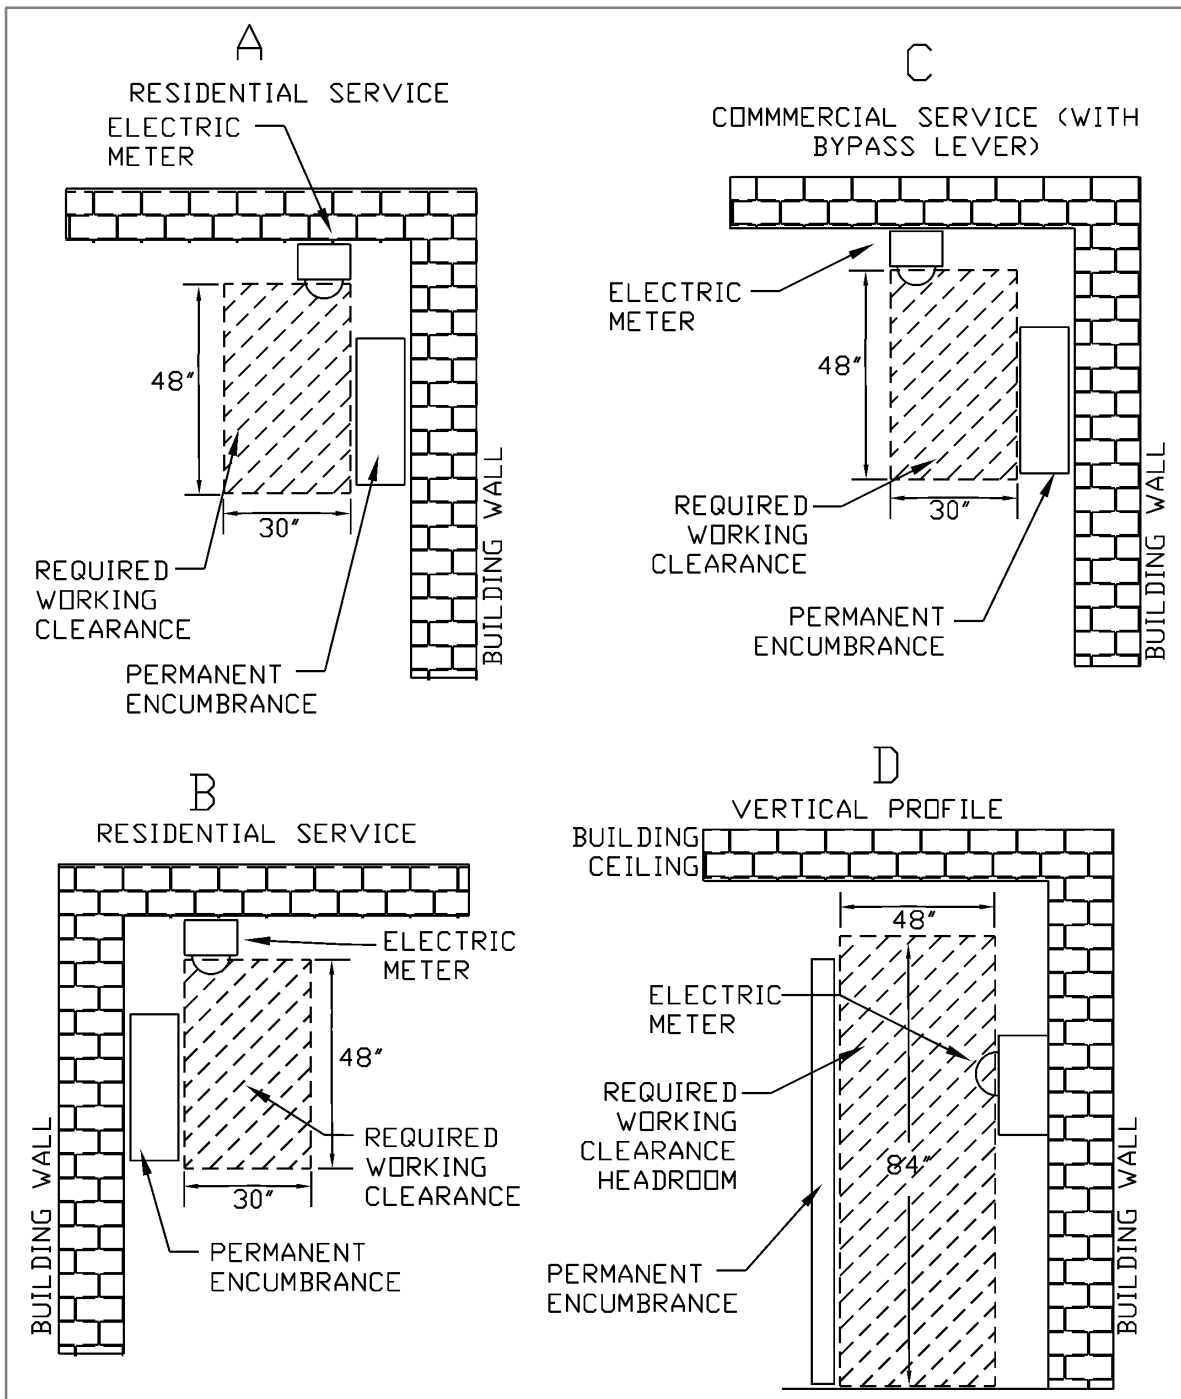 A
RESIDENTIAL SERVICE
ELECTRIC
METER
48"
30"
REQUIRED
WORKING
CLEARANCE
PERMANENT
ENCUMBRANCE
BUILDING WALL
C
COMMMERCIAL SERVICE (WITH
BYPASS LEVER)
ELECTRIC
METER
48"
30"
REQUIRED
WORKING
CLEARANCE
PERMANENT
ENCUMBRANCE
BUILDING WALL
B
RESIDENTIAL SERVICE
ELECTRIC
METER
48"
30"
REQUIRED
WORKING
CLEARANCE
PERMANENT
ENCUMBRANCE
BUILDING WALL
D
VERTICAL PROFILE
BUILDING
CEILING
48"
ELECTRIC
METER
REQUIRED
WORKING
CLEARANCE
HEADROOM
84"
PERMANENT
ENCUMBRANCE
BUILDING WALL